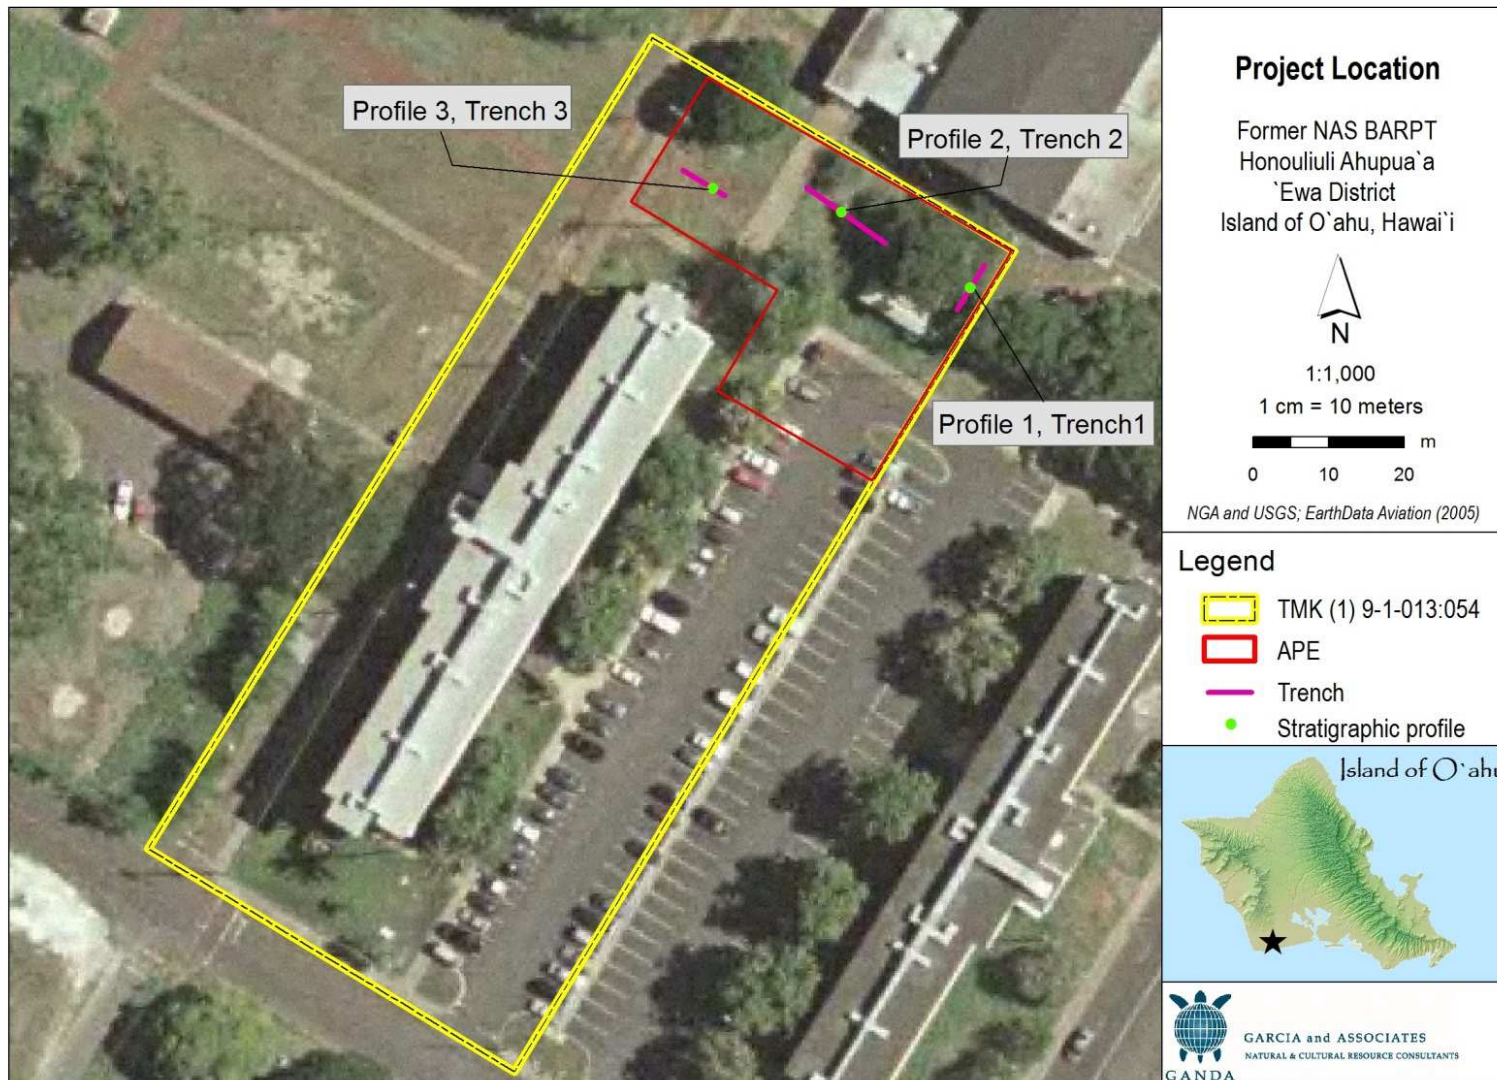 Profile 3, Trench 3
Profile 2, Trench 2
Profile 1, Trench1
Project Location
Former NAS BARPT
Honouliuli Ahupua`a
`Ewa District
Island of O`ahu, Hawai`i
N
1:1,000
1 cm = 10 meters
m
0 10 20
NGA and USGS; EarthData Aviation (2005)
Legend
TMK (1) 9-1-013:054
APE
Trench
Stratigraphic profile
Island of O`ahu
GARCIA and ASSOCIATES
NATURAL & CULTURAL RESOURCE CONSULTANTS
GANDA